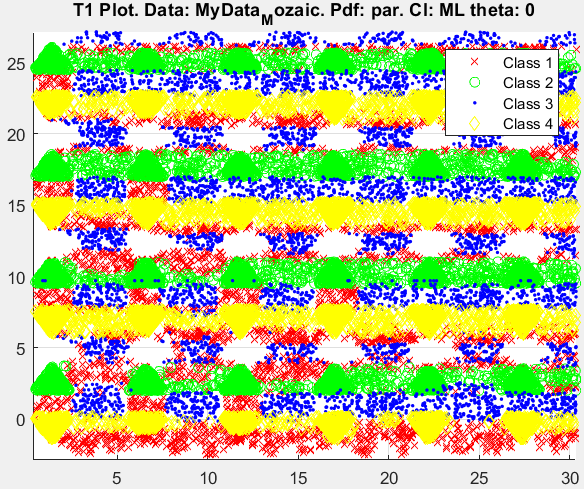 T1 Plot. Data: MyData_Mozaic. Pdf: par. Cl: ML theta: 0
Class 1
Class 2
Class 3
Class 4
25
20
15
10
5
0
5 10 15 20 25 30